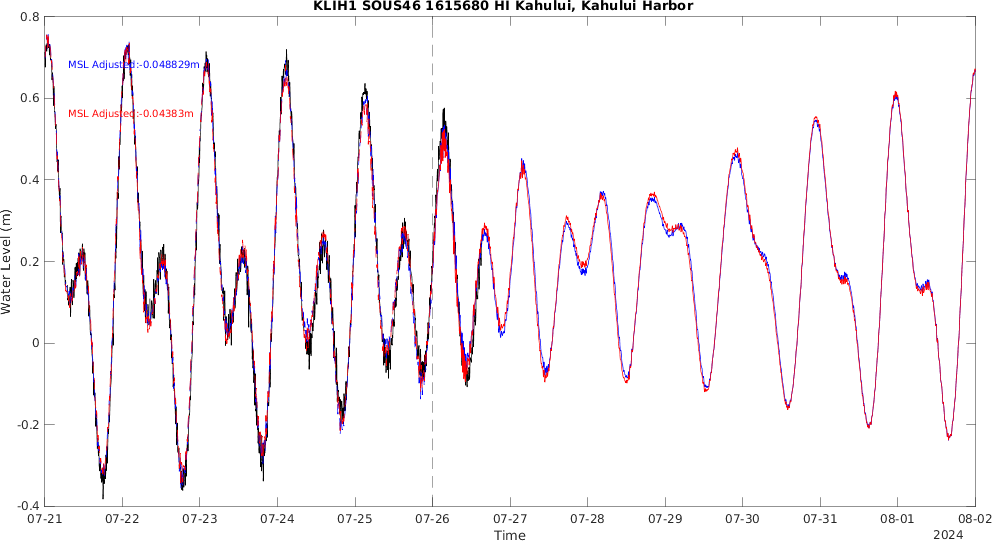 KLIH1 SOUS46 1615680 HI Kahului, Kahului Harbor
0.8
MSL Adjusted:-0.048829m
0.6
MSL Adjusted:-0.04383m
0.4
0.2
0
-0.2
-0.4
Water Level (m)
07-21 07-22 07-23 07-24 07-25 07-26 07-27 07-28 07-29 07-30 07-31 08-01 08-02
Time
2024